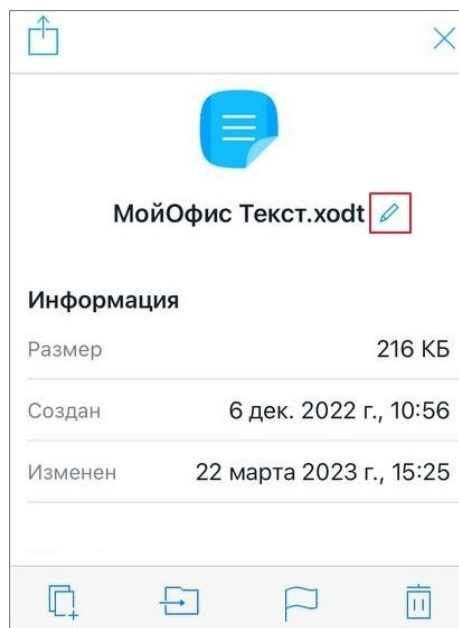 МойОфис Текст.xodt
Информация
Размер 216 КБ
Создан 6 дек. 2022 г., 10:56
Изменен 22 марта 2023 г., 15:25